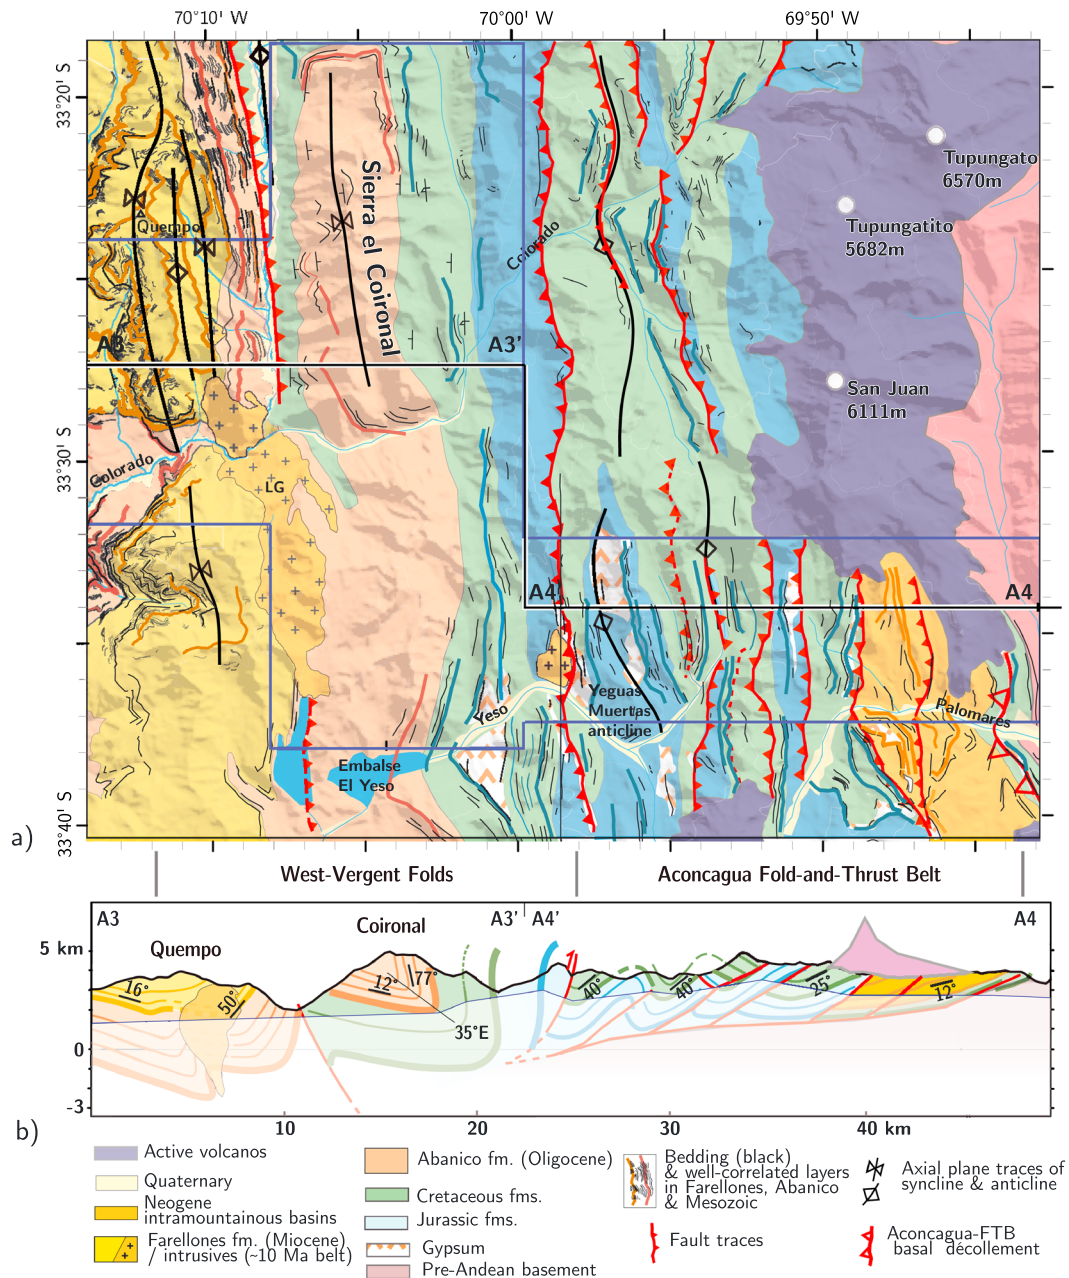 70°10' W
70°00' W
69°50' W
33°20' S
33°30' S
33°40' S
Tupungato
6570m
Tupungatito
5682m
San Juan
6111m
Quempo
Sierra el Coironal
Colorado
A3
A3'
Colorado
LG
A4
A4
Yeso
Yeguas
Muertas
anticline
Palomares
Embalse
El Yeso
a)
West-Vergent Folds
Aconcagua Fold-and-Thrust Belt
A3
A3'
A4'
A4
Coironal
Quempo
5 km
0
-3
16°
50°
12°
77°
35°E
40°
40°
25°
12°
10
20
30
40 km
b)
Active volcanos
Quaternary
Neogene
intramountainous basins
Farellones fm. (Miocene)
/ intrusives (~10 Ma belt)
Abanico fm. (Oligocene)
Cretaceous fms.
Jurassic fms.
Gypsum
Pre-Andean basement
Bedding (black)
& well-correlated layers
in Farellones, Abanico
& Mesozoic
Fault traces
Axial plane traces of
syncline & anticline
Aconcagua-FTB
basal décollement